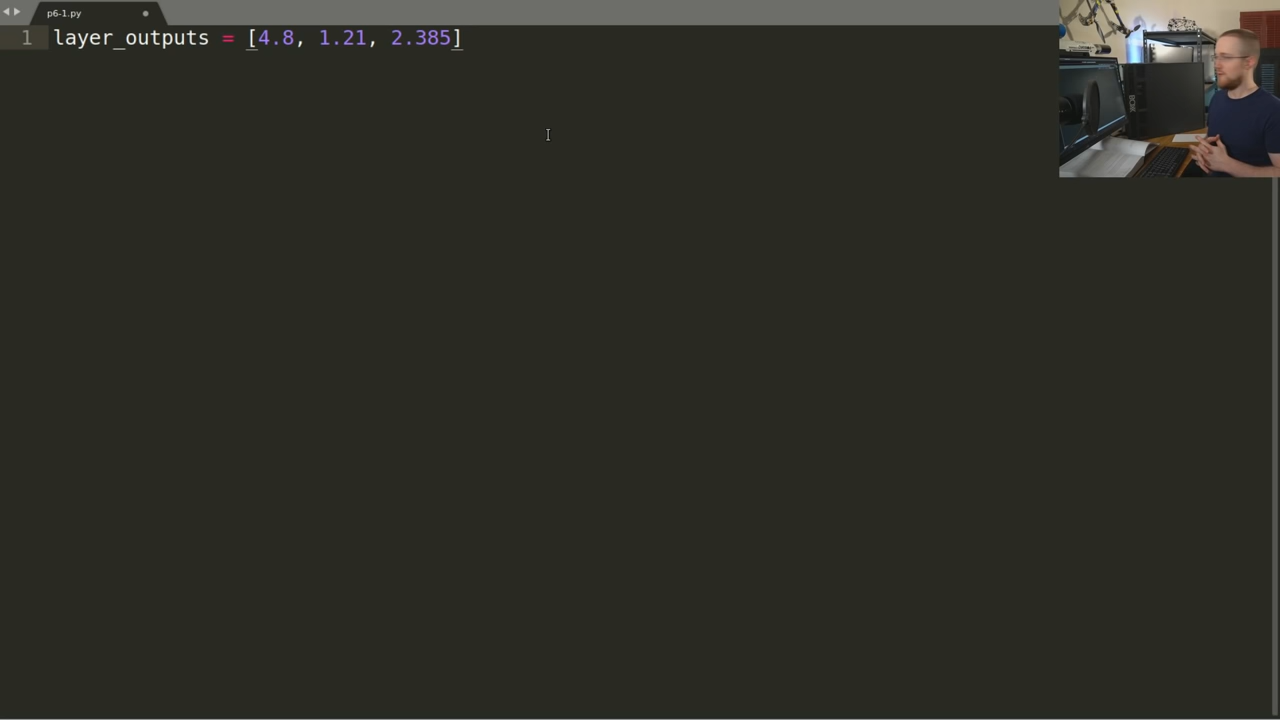 p6-1.py
1 layer_outputs = [4.8, 1.21, 2.385]